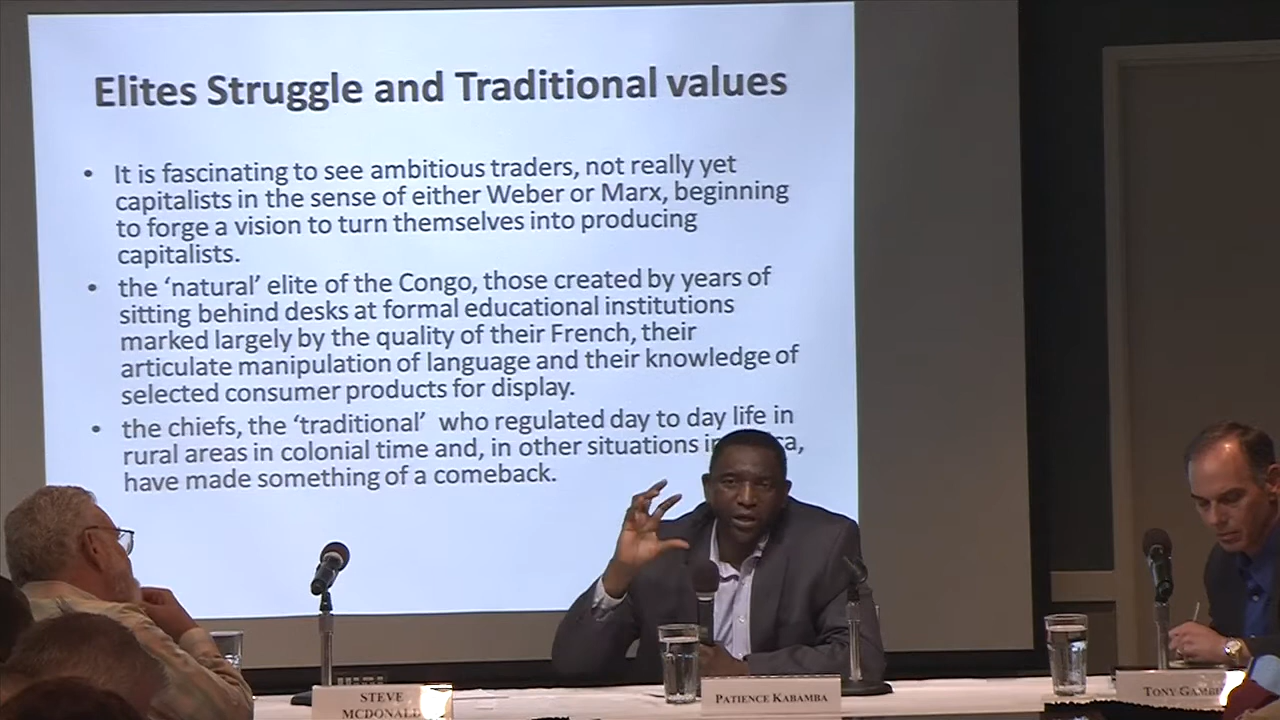 Elites Struggle and Traditional values
• It is fascinating to see ambitious traders, not really yet
capitalists in the sense of either Weber or Marx, beginning
to forge a vision to turn themselves into producing
capitalists.
• the ‘natural’ elite of the Congo, those created by years of
sitting behind desks at formal educational institutions
marked largely by the quality of their French, their
articulate manipulation of language and their knowledge of
selected consumer products for display.
• the chiefs, the ‘traditional’ who regulated day to day life in
rural areas in colonial time and, in other situations
have made something of a comeback.
STEVE
MCDONALD
PATIENCE KABAMBA
TONY